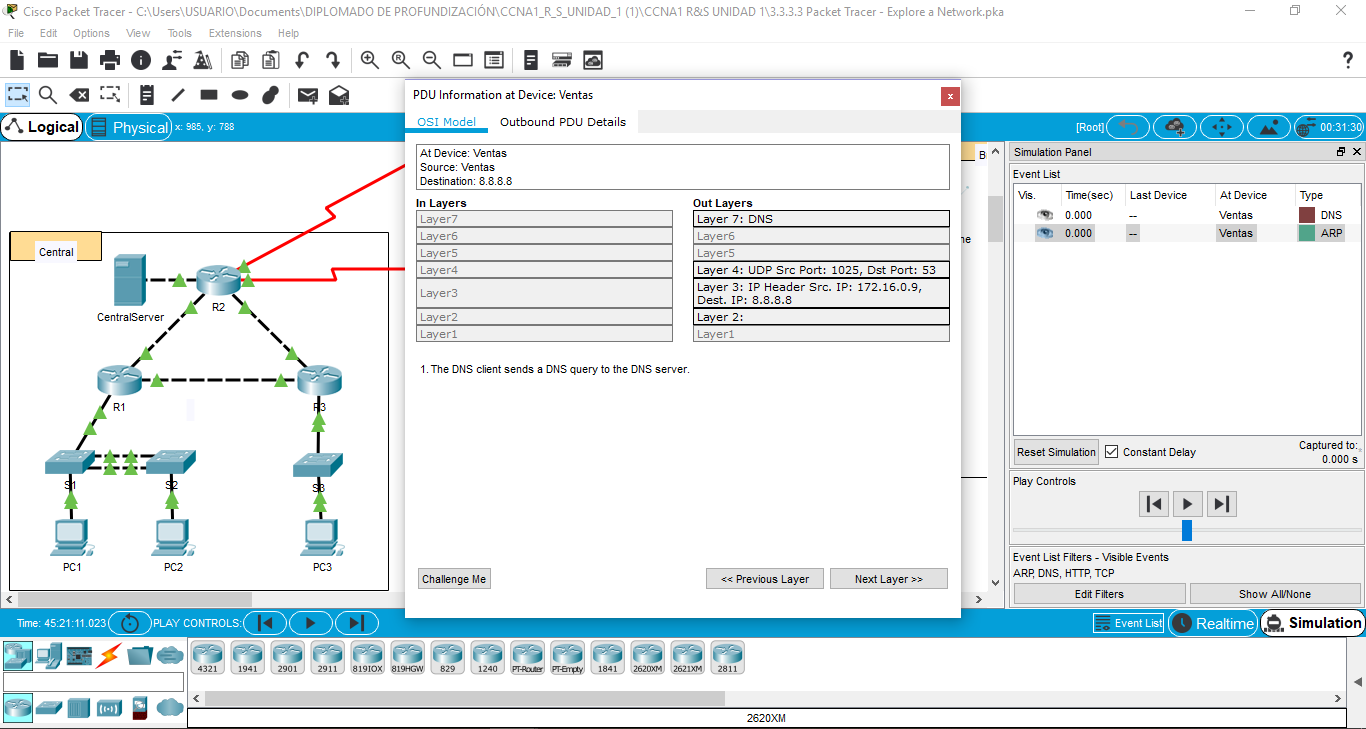 Cisco Packet Tracer - C:\Users\USUARIO\Documents\DIPLOMADO DE PROFUNDIZACIÓN\CCNA1_R_S_UNIDAD_1 (1)\CCNA1 R&S UNIDAD 1\3.3.3.3 Packet Tracer - Explore a Network.pka
File Edit Options View Tools Extensions Help
?
Logical Physical x: 985, y: 788
[Root] 00:31:30
PDU Information at Device: Ventas
x
OSI Model Outbound PDU Details
At Device: Ventas
Source: Ventas
Destination: 8.8.8.8
In Layers
Layer7
Layer6
Layer5
Layer4
Layer3
Layer2
Layer1
Out Layers
Layer 7: DNS
Layer6
Layer5
Layer 4: UDP Src Port: 1025, Dst Port: 53
Layer 3: IP Header Src. IP: 172.16.0.9,
Dest. IP: 8.8.8.8
Layer 2:
Layer1
1. The DNS client sends a DNS query to the DNS server.
Challenge Me
<< Previous Layer
Next Layer >>
Central
CentralServer
R2
R1
R3
S1
S2
S3
PC1
PC2
PC3
Simulation Panel
Event List
Vis. Time(sec) Last Device At Device Type
0.000 -- Ventas DNS
0.000 -- Ventas ARP
Reset Simulation
Constant Delay
Captured to:
0.000 s
Play Controls
Event List Filters - Visible Events
ARP, DNS, HTTP, TCP
Edit Filters
Show All/None
Time: 45:21:11.023 PLAY CONTROLS:
Event List Realtime Simulation
4321 1941 2901 2911 819IOX 819HGW 829 1240 PT-Router PT-Empty 1841 2620XM 2621XM 2811
2620XM